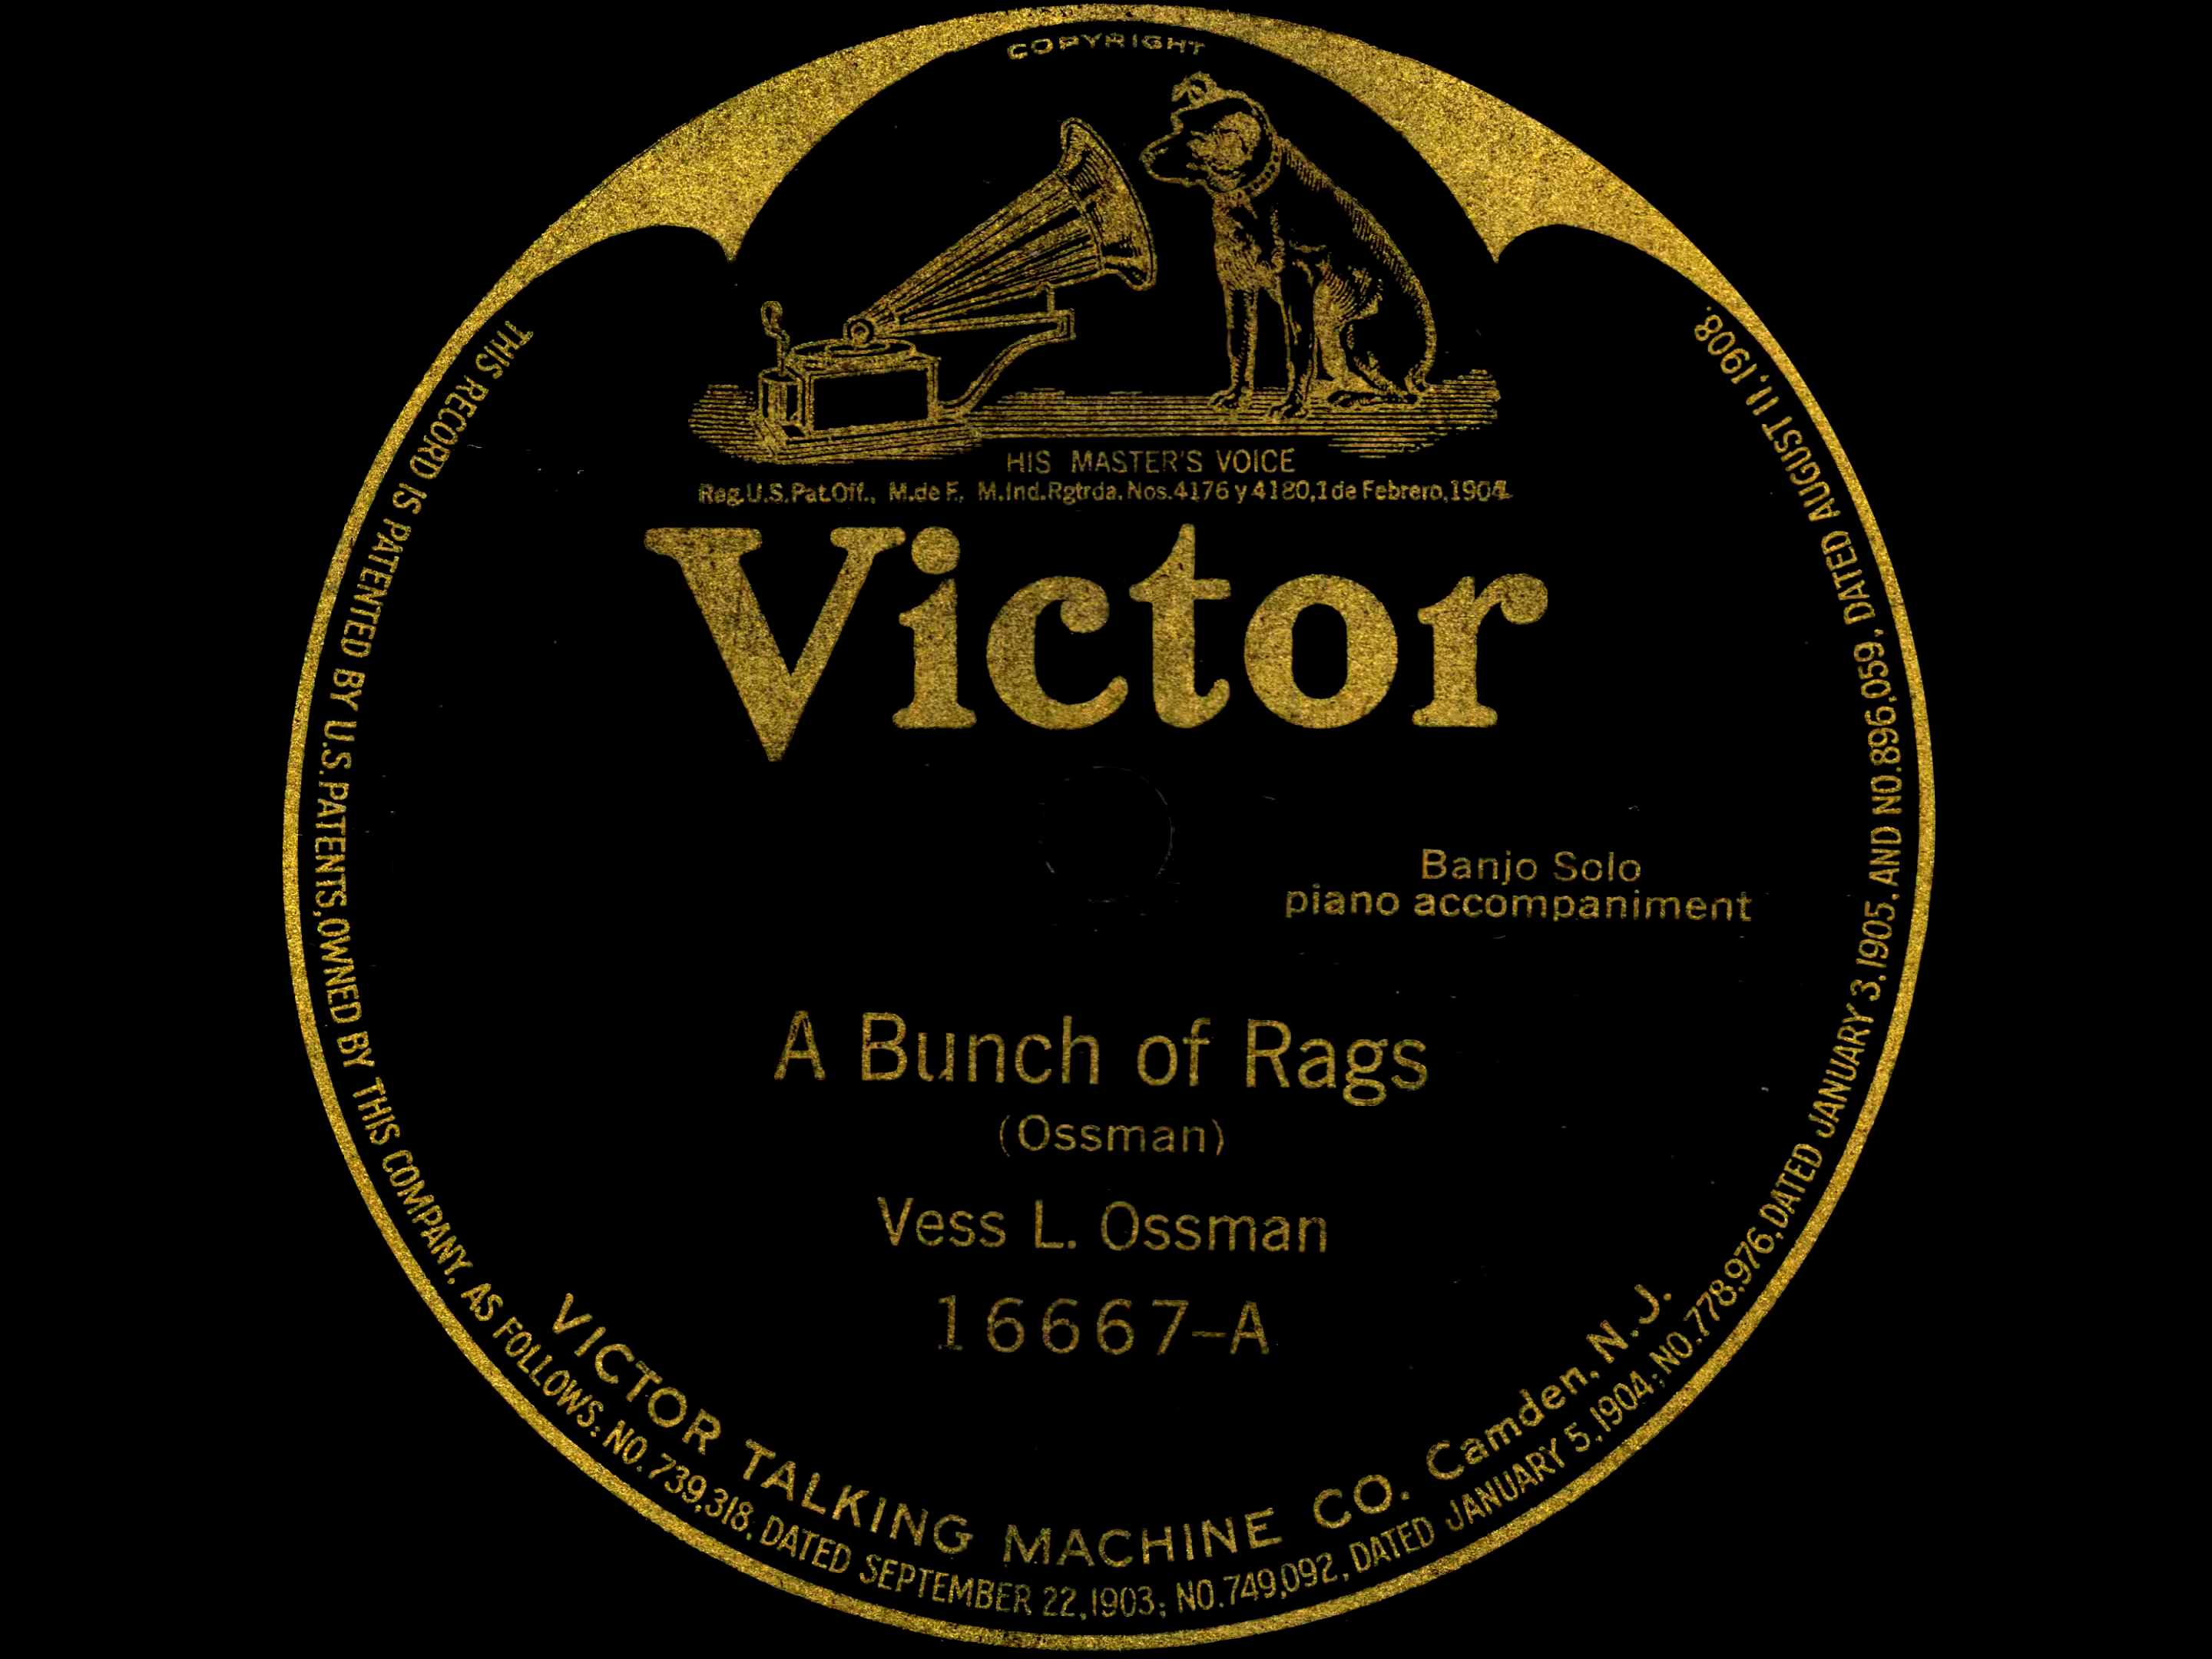 COPYRIGHT
HIS MASTER'S VOICE
Reg.U.S.Pat.Off., M.de F., M.Ind.Rgtrda. Nos.4176 y 4180,1 de Febrero,1904.
Victor
Banjo Solo
piano accompaniment
A Bunch of Rags
(Ossman)
Vess L. Ossman
16667-A
VICTOR TALKING MACHINE CO. Camden, N.J.
THIS RECORD IS PATENTED BY U.S. PATENTS, OWNED BY THIS COMPANY, AS FOLLOWS: NO. 739,318, DATED SEPTEMBER 22, 1903; NO. 749,092, DATED JANUARY 5, 1904; NO. 778,976, DATED JANUARY 3, 1905, AND NO. 896,059, DATED AUGUST 11, 1908.